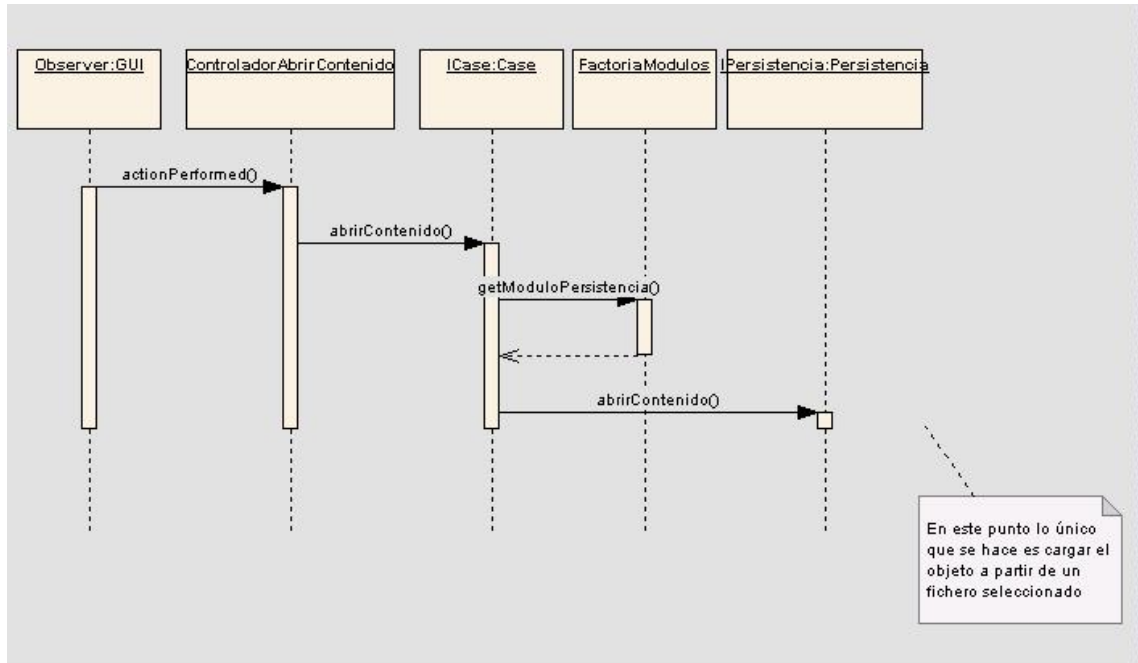 Observer:GUI
ControladorAbrirContenido
ICase:Case
FactoriaModulos
IPersistencia:Persistencia
actionPerformed()
abrirContenido()
getModuloPersistencia()
abrirContenido()
En este punto lo único
que se hace es cargar el
objeto a partir de un
fichero seleccionado